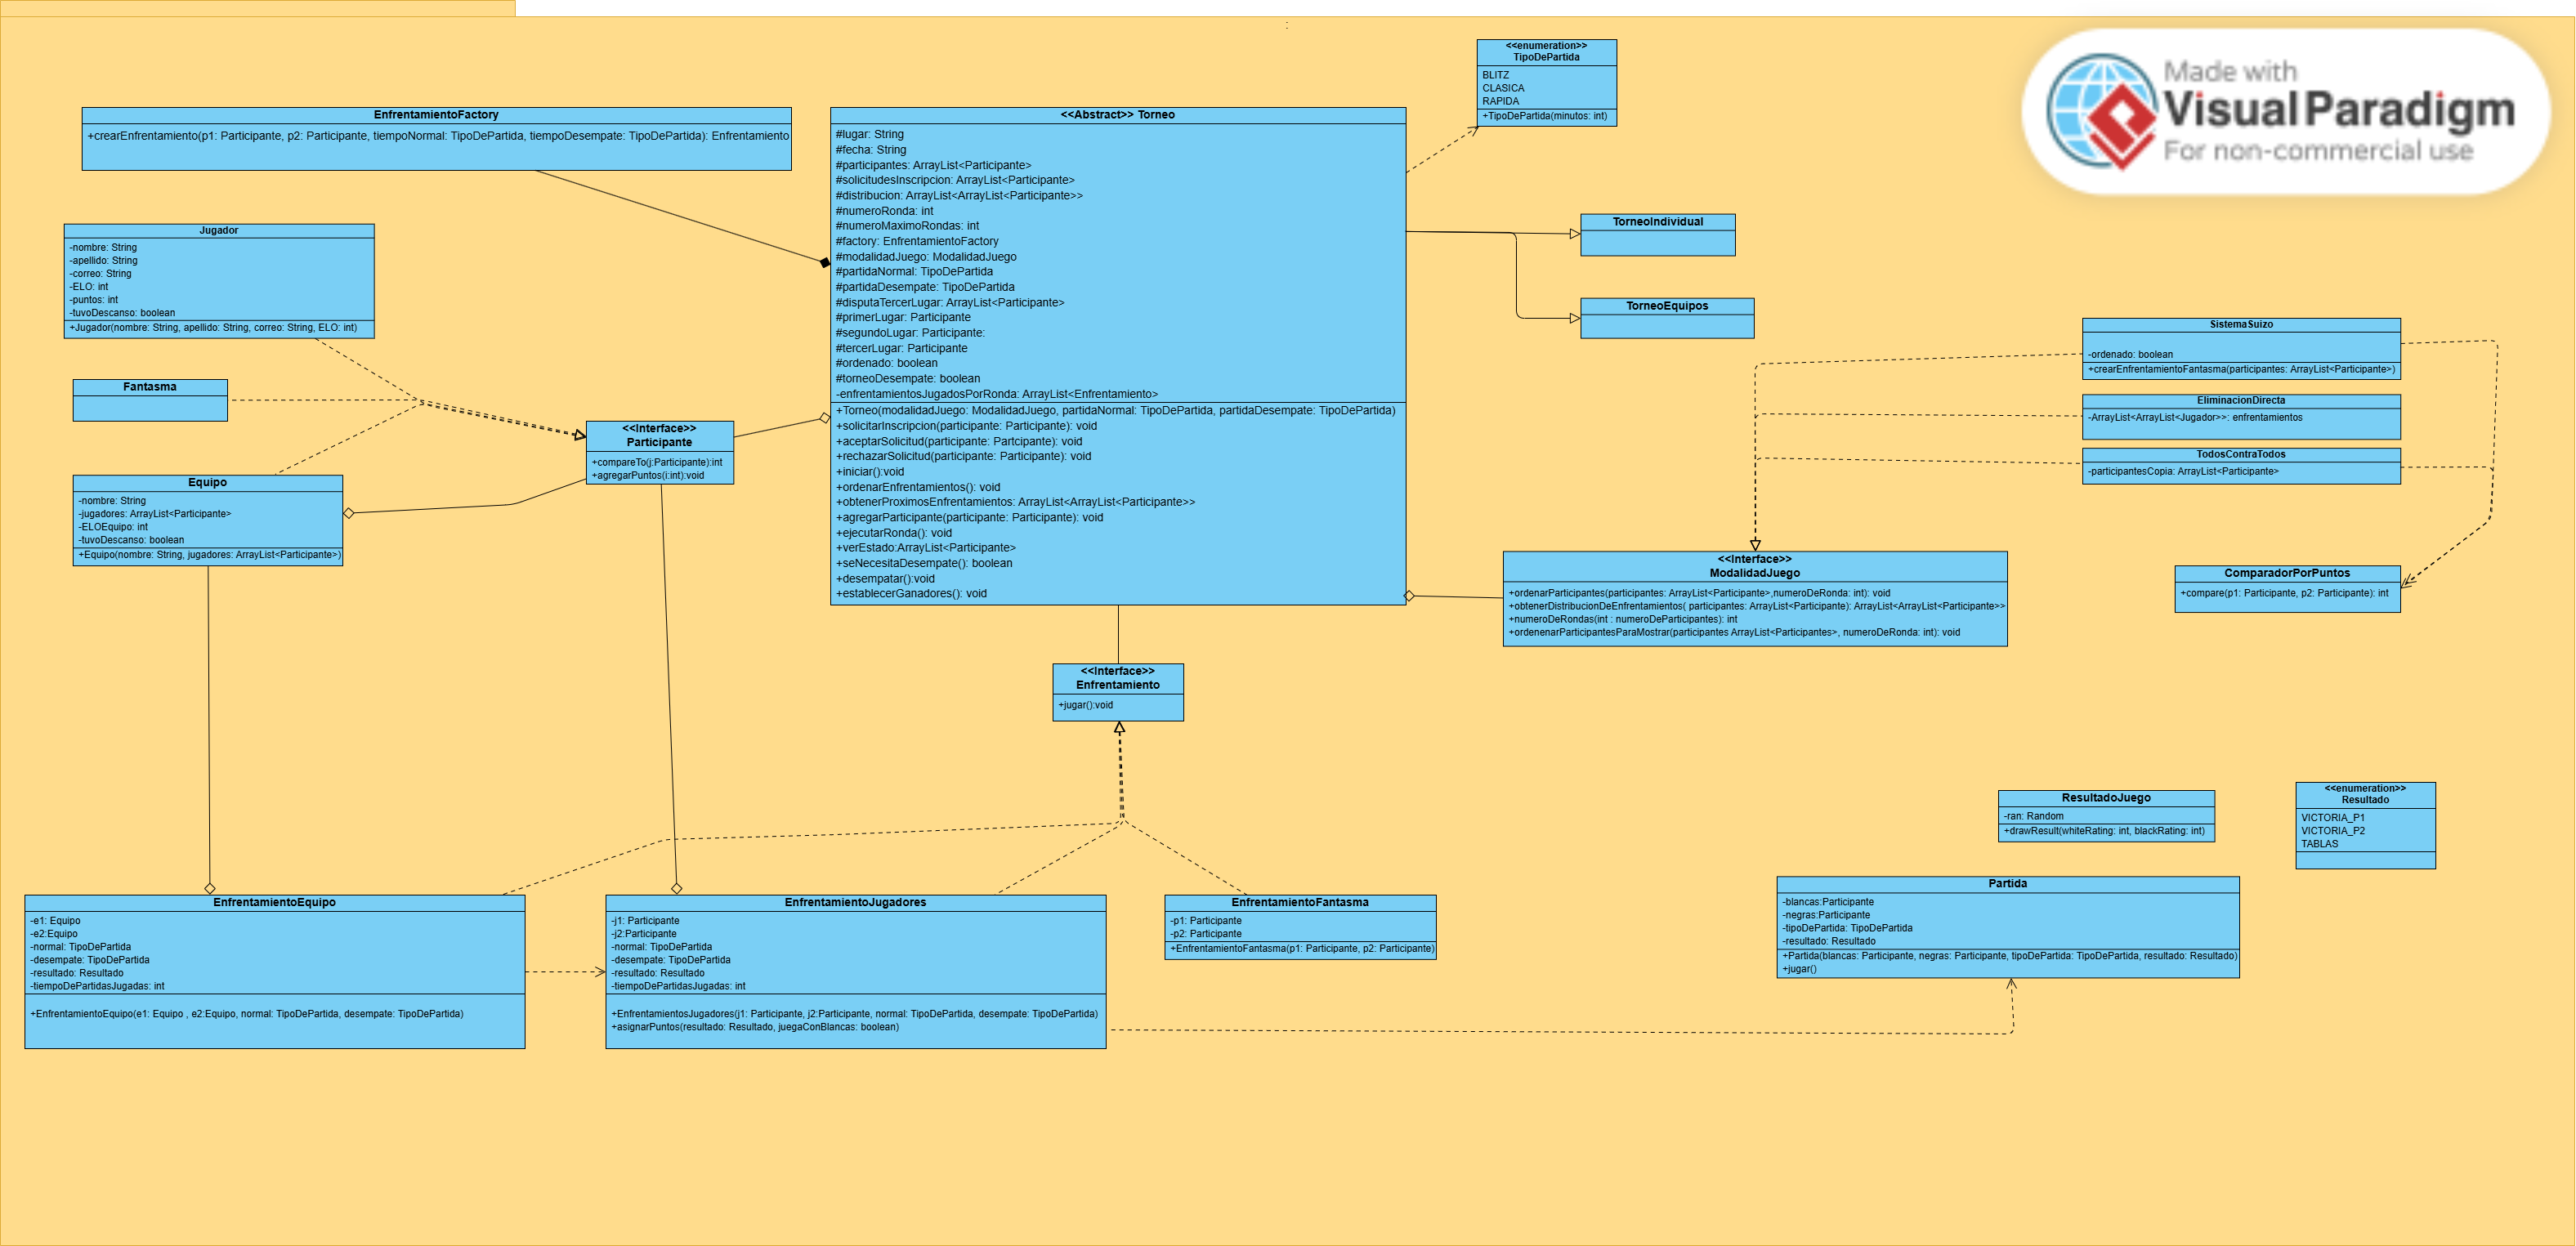 :
<<enumeration>>
TipoDePartida
BLITZ
CLASICA
RAPIDA
+TipoDePartida(minutos: int)
Made with
VisualParadigm
For non-commercial use
EnfrentamientoFactory
+crearEnfrentamiento(p1: Participante, p2: Participante, tiempoNormal: TipoDePartida, tiempoDesempate: TipoDePartida): Enfrentamiento
<<Abstract>> Torneo
#lugar: String
#fecha: String
#participantes: ArrayList<Participante>
#solicitudesInscripcion: ArrayList<Participante>
#distribucion: ArrayList<ArrayList<Participante>>
#numeroRonda: int
#numeroMaximoRondas: int
#factory: EnfrentamientoFactory
#modalidadJuego: ModalidadJuego
#partidaNormal: TipoDePartida
#partidaDesempate: TipoDePartida
#disputaTercerLugar: ArrayList<Participante>
#primerLugar: Participante
#segundoLugar: Participante:
#tercerLugar: Participante
#ordenado: boolean
#torneoDesempate: boolean
-enfrentamientosJugadosPorRonda: ArrayList<Enfrentamiento>
+Torneo(modalidadJuego: ModalidadJuego, partidaNormal: TipoDePartida, partidaDesempate: TipoDePartida)
+solicitarInscripcion(participante: Participante): void
+aceptarSolicitud(participante: Partcipante): void
+rechazarSolicitud(participante: Participante): void
+iniciar():void
+ordenarEnfrentamientos(): void
+obtenerProximosEnfrentamientos: ArrayList<ArrayList<Participante>>
+agregarParticipante(participante: Participante): void
+ejecutarRonda(): void
+verEstado:ArrayList<Participante>
+seNecesitaDesempate(): boolean
+desempatar():void
+establecerGanadores(): void
Jugador
-nombre: String
-apellido: String
-correo: String
-ELO: int
-puntos: int
-tuvoDescanso: boolean
+Jugador(nombre: String, apellido: String, correo: String, ELO: int)
Fantasma
<<Interface>>
Participante
+compareTo(j:Participante):int
+agregarPuntos(i:int):void
Equipo
-nombre: String
-jugadores: ArrayList<Participante>
-ELOEquipo: int
-tuvoDescanso: boolean
+Equipo(nombre: String, jugadores: ArrayList<Participante>)
TorneoIndividual
TorneoEquipos
SistemaSuizo
-ordenado: boolean
+crearEnfrentamientoFantasma(participantes: ArrayList<Participante>)
EliminacionDirecta
-ArrayList<ArrayList<Jugador>>: enfrentamientos
TodosContraTodos
-participantesCopia: ArrayList<Participante>
<<Interface>>
ModalidadJuego
+ordenarParticipantes(participantes: ArrayList<Participante>,numeroDeRonda: int): void
+obtenerDistribucionDeEnfrentamientos( participantes: ArrayList<Participante): ArrayList<ArrayList<Participante>>
+numeroDeRondas(int : numeroDeParticipantes): int
+ordenenarParticipantesParaMostrar(participantes ArrayList<Participantes>, numeroDeRonda: int): void
ComparadorPorPuntos
+compare(p1: Participante, p2: Participante): int
<<Interface>>
Enfrentamiento
+jugar():void
ResultadoJuego
-ran: Random
+drawResult(whiteRating: int, blackRating: int)
<<enumeration>>
Resultado
VICTORIA_P1
VICTORIA_P2
TABLAS
EnfrentamientoEquipo
-e1: Equipo
-e2:Equipo
-normal: TipoDePartida
-desempate: TipoDePartida
-resultado: Resultado
-tiempoDePartidasJugadas: int
+EnfrentamientoEquipo(e1: Equipo , e2:Equipo, normal: TipoDePartida, desempate: TipoDePartida)
EnfrentamientoJugadores
-j1: Participante
-j2:Participante
-normal: TipoDePartida
-desempate: TipoDePartida
-resultado: Resultado
-tiempoDePartidasJugadas: int
+EnfrentamientosJugadores(j1: Participante, j2:Participante, normal: TipoDePartida, desempate: TipoDePartida)
+asignarPuntos(resultado: Resultado, juegaConBlancas: boolean)
EnfrentamientoFantasma
-p1: Participante
-p2: Participante
+EnfrentamientoFantasma(p1: Participante, p2: Participante)
Partida
-blancas:Participante
-negras:Participante
-tipoDePartida: TipoDePartida
-resultado: Resultado
+Partida(blancas: Participante, negras: Participante, tipoDePartida: TipoDePartida, resultado: Resultado)
+jugar()